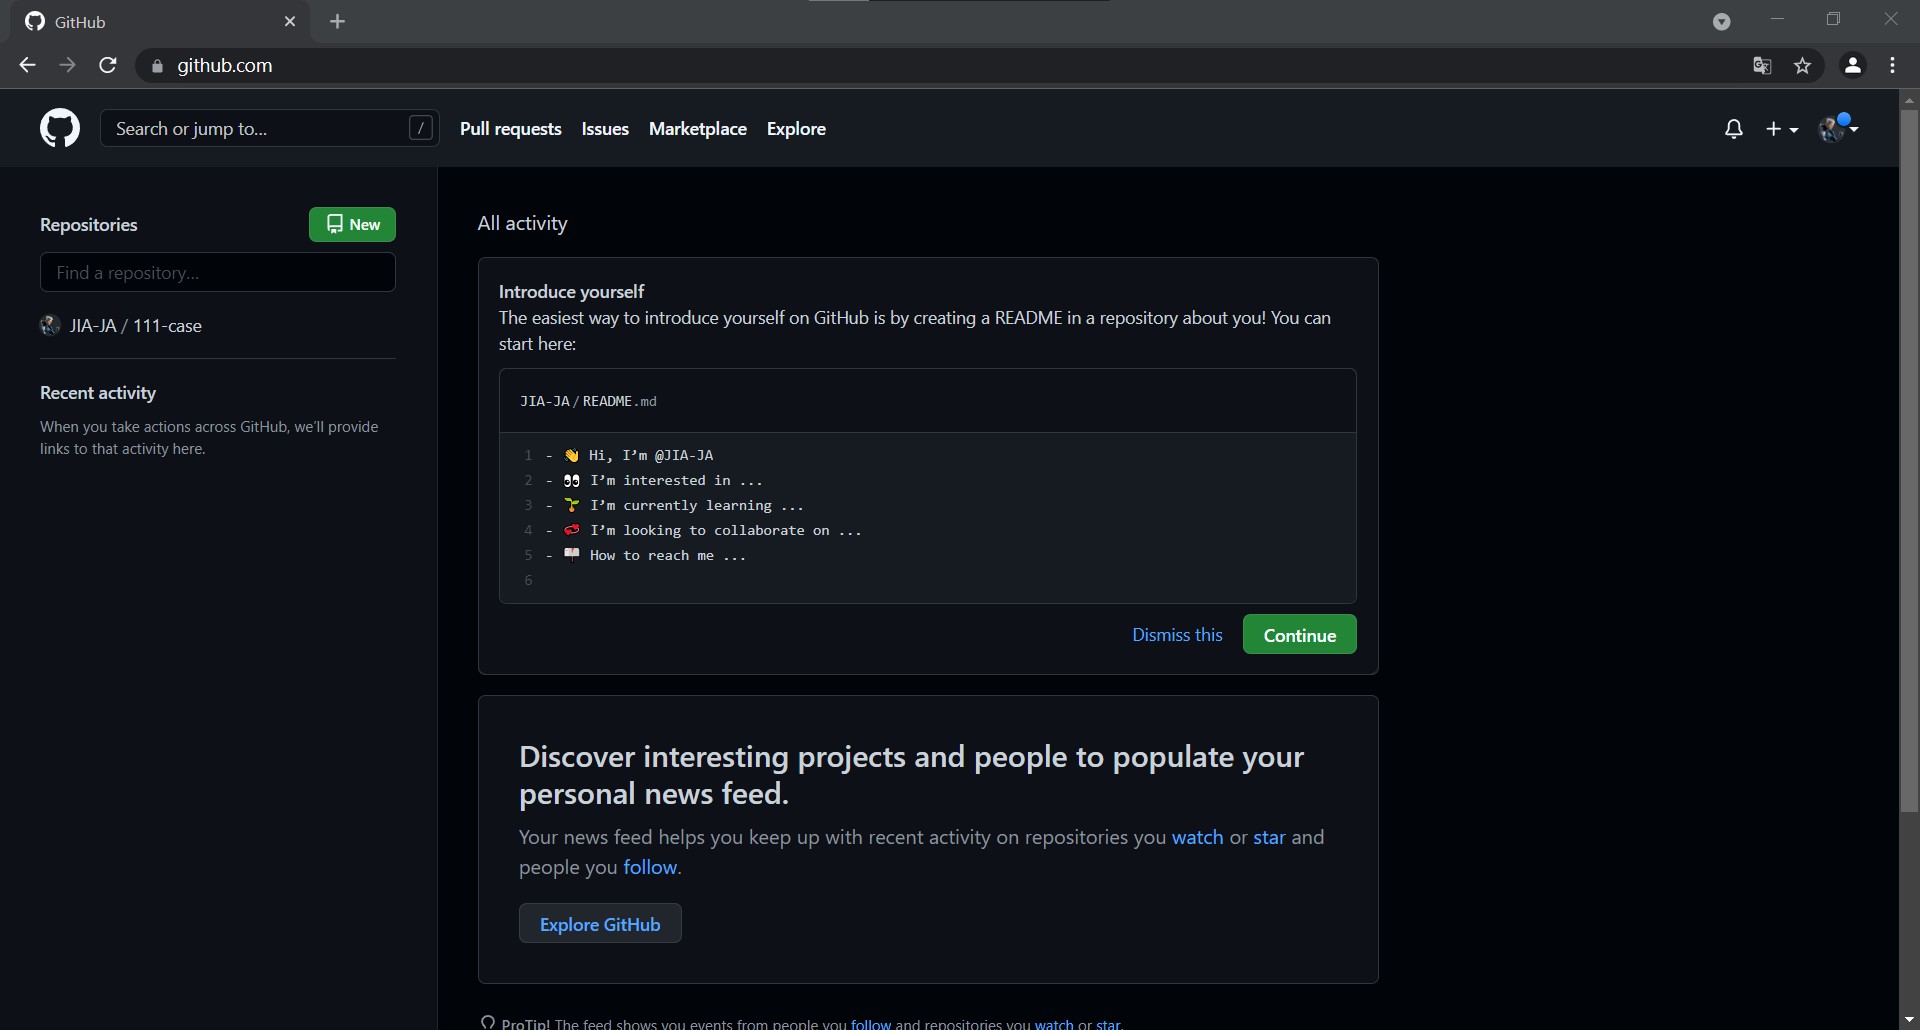 GitHub
github.com
Search or jump to...
/
Pull requests Issues Marketplace Explore
Repositories
New
Find a repository...
JIA-JA / 111-case
Recent activity
When you take actions across GitHub, we'll provide
links to that activity here.
All activity
Introduce yourself
The easiest way to introduce yourself on GitHub is by creating a README in a repository about you! You can
start here:
JIA-JA / README.md
1 - 👋 Hi, I’m @JIA-JA
2 - 👀 I’m interested in ...
3 - 🌱 I’m currently learning ...
4 - 💞️ I’m looking to collaborate on ...
5 - 📫 How to reach me ...
6
Dismiss this
Continue
Discover interesting projects and people to populate your
personal news feed.
Your news feed helps you keep up with recent activity on repositories you watch or star and
people you follow.
Explore GitHub
ProTip! The feed shows you events from people you follow and repositories you watch or star.